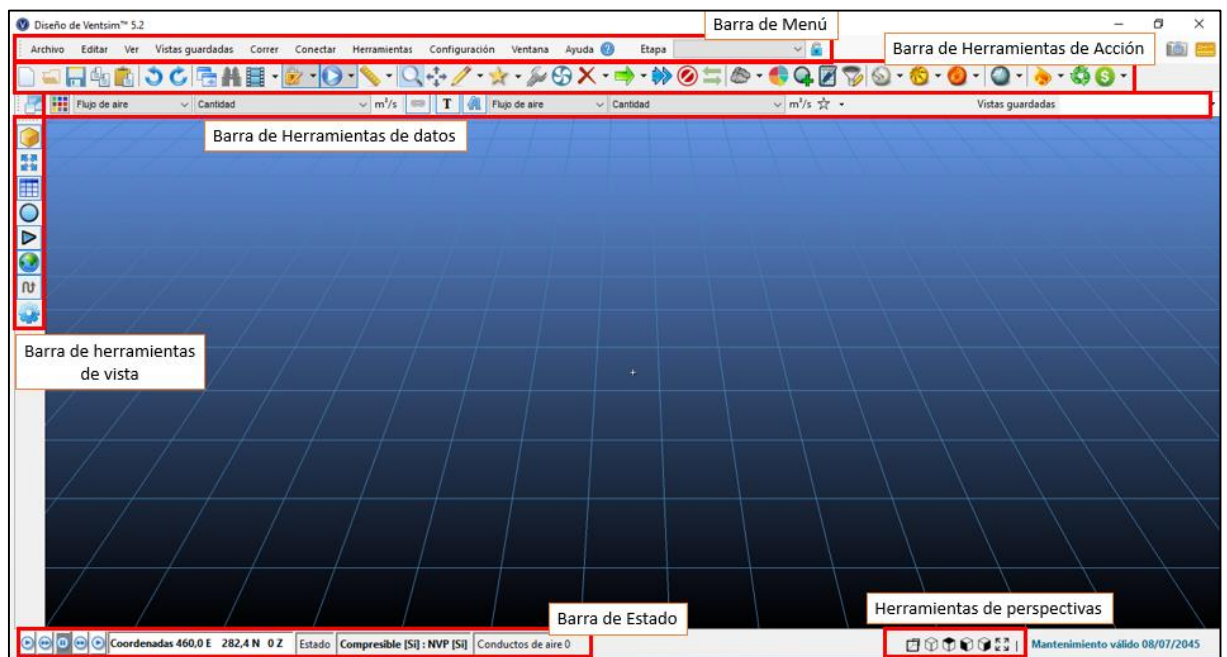 Diseño de Ventsim™ 5.2
Barra de Menú
Archivo Editar Ver Vistas guardadas Correr Conectar Herramientas Configuración Ventana Ayuda Etapa
Barra de Herramientas de Acción
Flujo de aire Cantidad m³/s T Flujo de aire Cantidad m³/s Vistas guardadas
Barra de Herramientas de datos
Barra de herramientas
de vista
Barra de Estado
Herramientas de perspectivas
Coordenadas 460,0 E 282,4 N 0 Z Estado Compresible [Sí] : NVP [Sí] Conductos de aire 0
Mantenimiento válido 08/07/2045